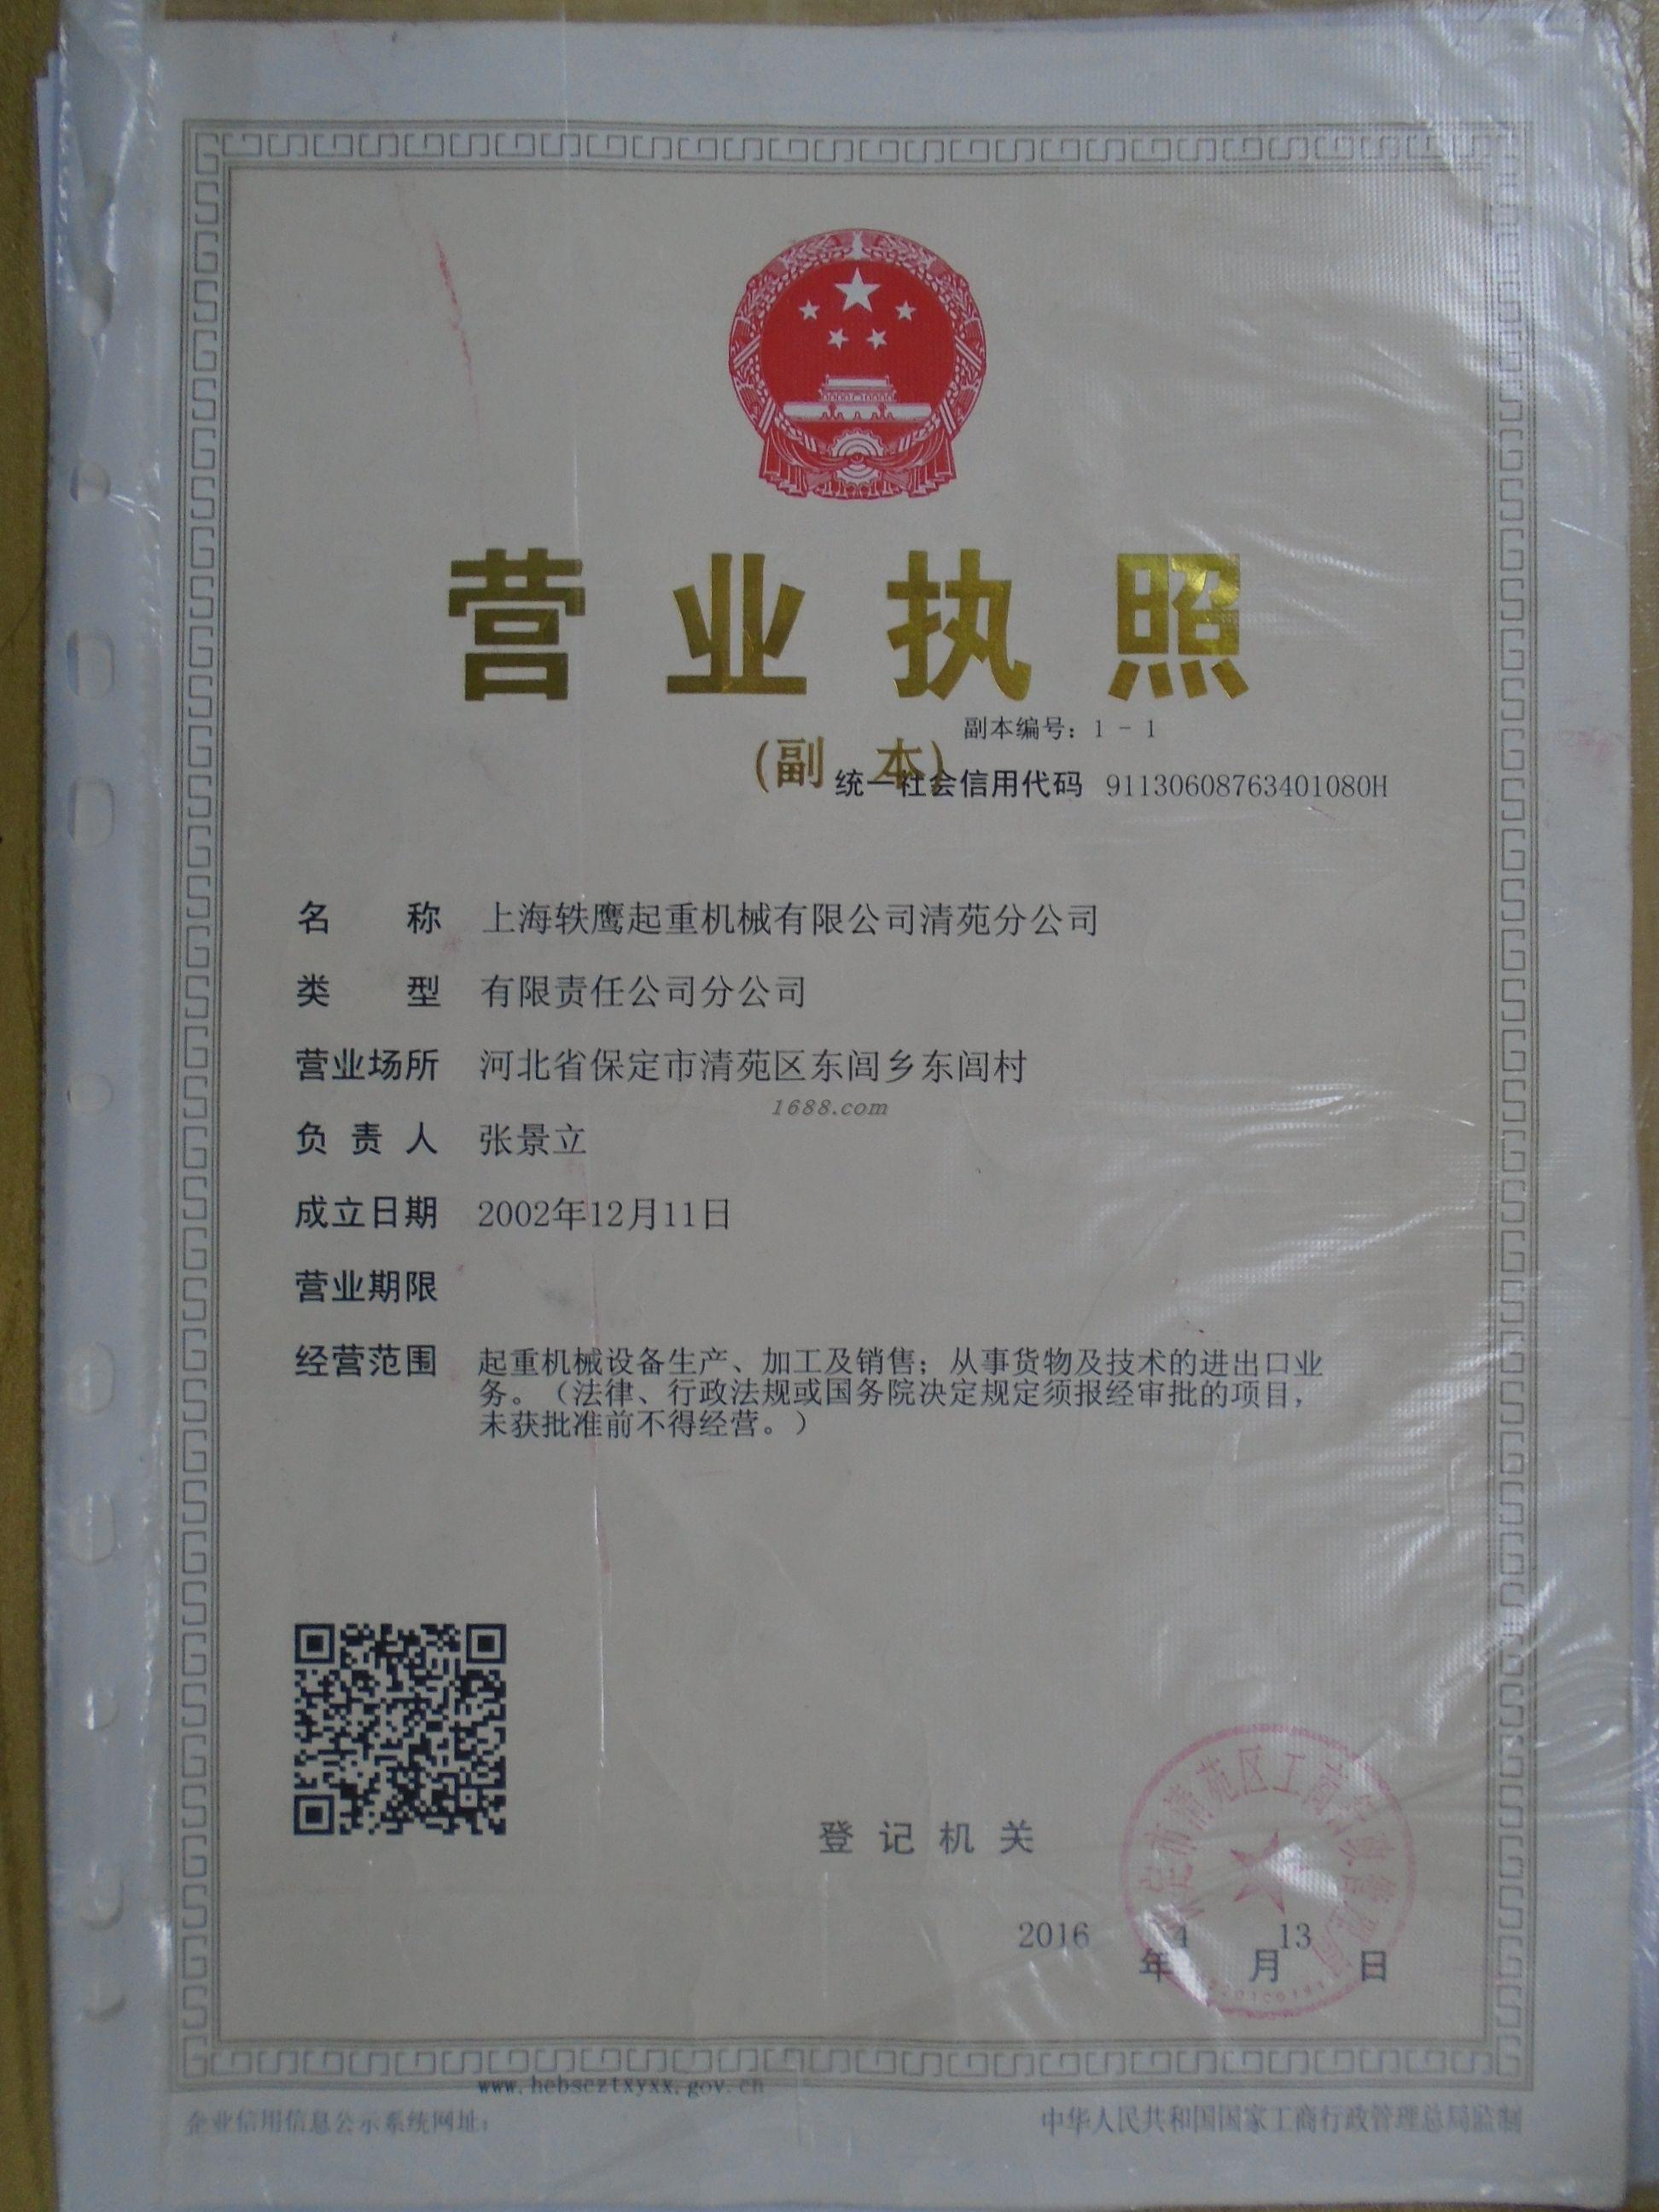 营业执照
副本编号：1-1
(副 本)
统一社会信用代码 91130608763401080H
名称 上海轶鹰起重机械有限公司清苑分公司
类型 有限责任公司分公司
营业场所 河北省保定市清苑区东闾乡东闾村
1688.com
负责人 张景立
成立日期 2002年12月11日
营业期限
经营范围 起重机械设备生产、加工及销售；从事货物及技术的进出口业
务。（法律、行政法规或国务院决定规定须报经审批的项目，
未获批准前不得经营。）
登记机关
2016年4月13日
www.hebscztxyxx.gov.cn
企业信用信息公示系统网址：
中华人民共和国国家工商行政管理总局监制